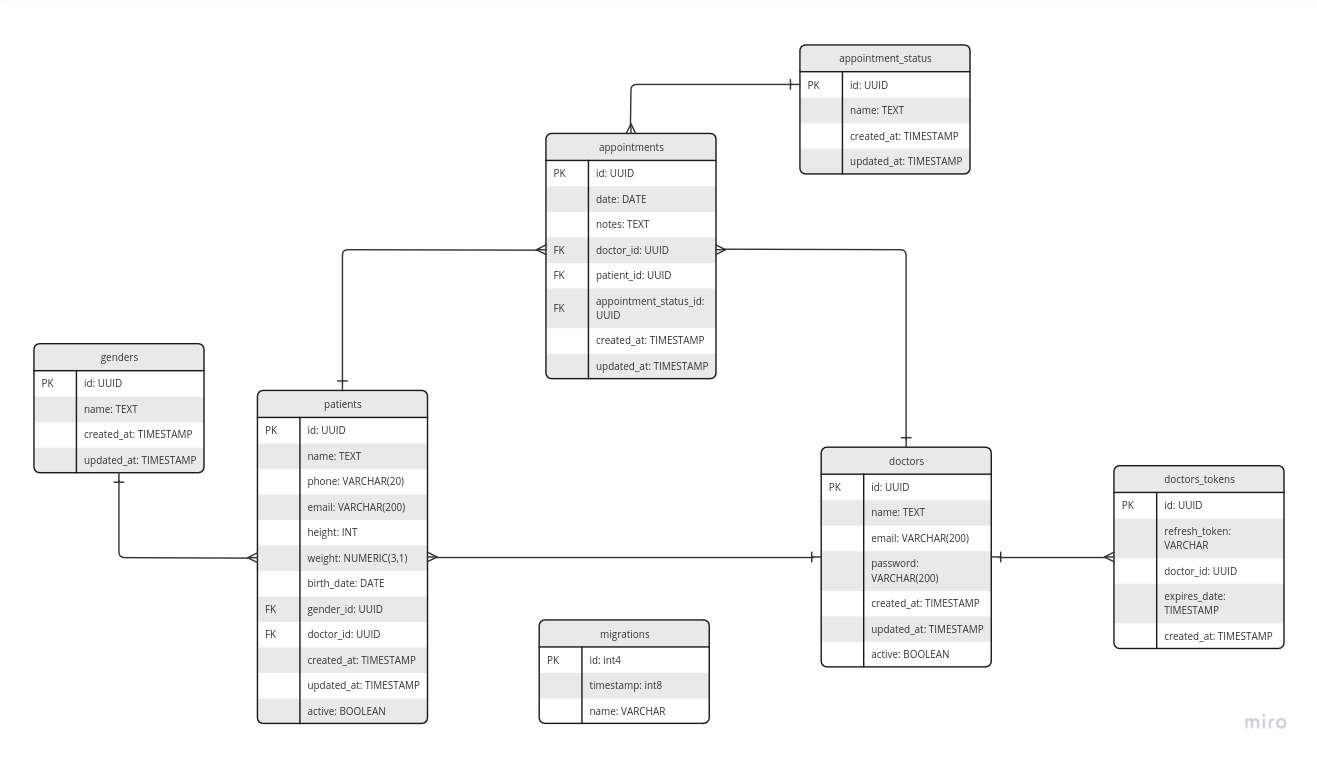 appointment_status
PK id: UUID
name: TEXT
created_at: TIMESTAMP
updated_at: TIMESTAMP
appointments
PK id: UUID
date: DATE
notes: TEXT
FK doctor_id: UUID
FK patient_id: UUID
FK appointment_status_id:
UUID
created_at: TIMESTAMP
updated_at: TIMESTAMP
genders
PK id: UUID
name: TEXT
created_at: TIMESTAMP
updated_at: TIMESTAMP
patients
PK id: UUID
name: TEXT
phone: VARCHAR(20)
email: VARCHAR(200)
height: INT
weight: NUMERIC(3,1)
birth_date: DATE
FK gender_id: UUID
FK doctor_id: UUID
created_at: TIMESTAMP
updated_at: TIMESTAMP
active: BOOLEAN
doctors
PK id: UUID
name: TEXT
email: VARCHAR(200)
password:
VARCHAR(200)
created_at: TIMESTAMP
updated_at: TIMESTAMP
active: BOOLEAN
doctors_tokens
PK id: UUID
refresh_token:
VARCHAR
doctor_id: UUID
expires_date:
TIMESTAMP
created_at: TIMESTAMP
migrations
PK id: int4
timestamp: int8
name: VARCHAR
miro